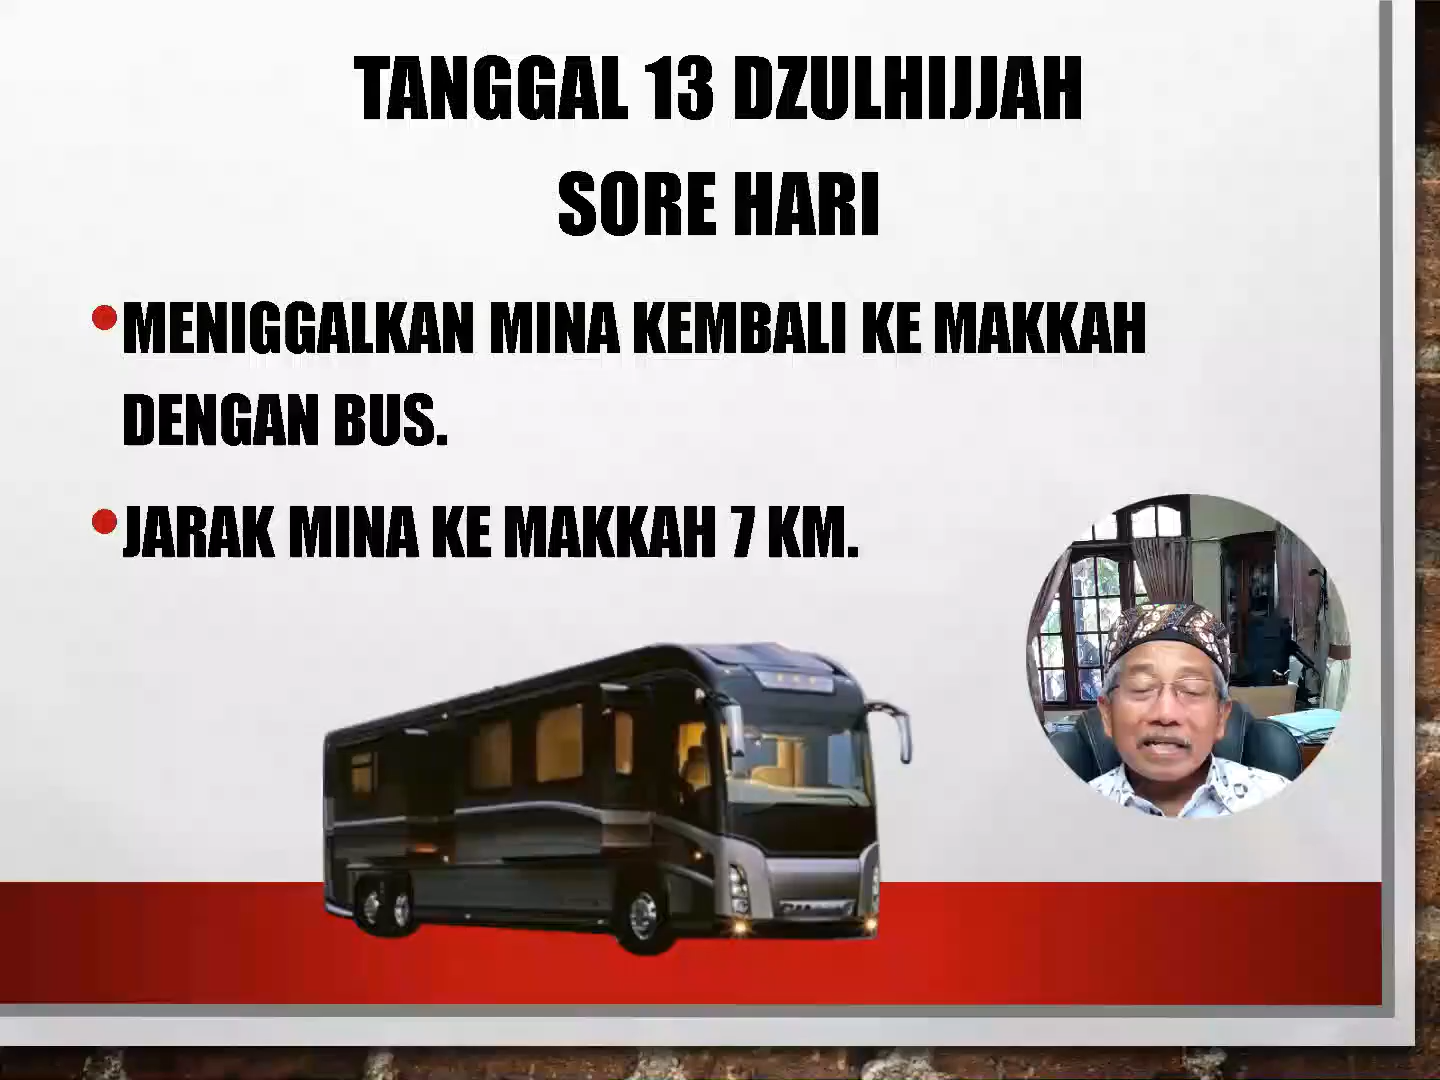 TANGGAL 13 DZULHIJJAH
SORE HARI
•MENIGGALKAN MINA KEMBALI KE MAKKAH
DENGAN BUS.
•JARAK MINA KE MAKKAH 7 KM.